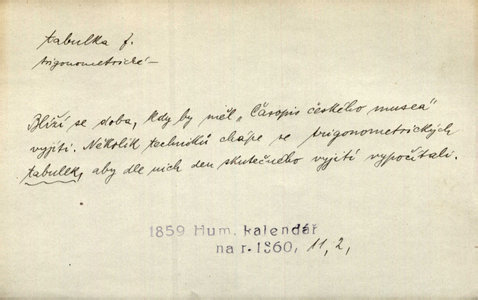 tabulka f.
trigonometrické—
Blíží se doba, kdy by měl „Časopis českého musea"
vyjíti. Několik techniků chápe se trigonometrických
tabulek, aby dle nich den skutečného vyjití vypočítali.
1859 Hum. kalendář
na r. 1860, 11, 2,